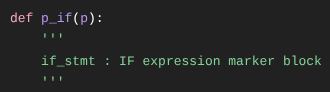 def p_if(p):
'''
if_stmt : IF expression marker block
'''